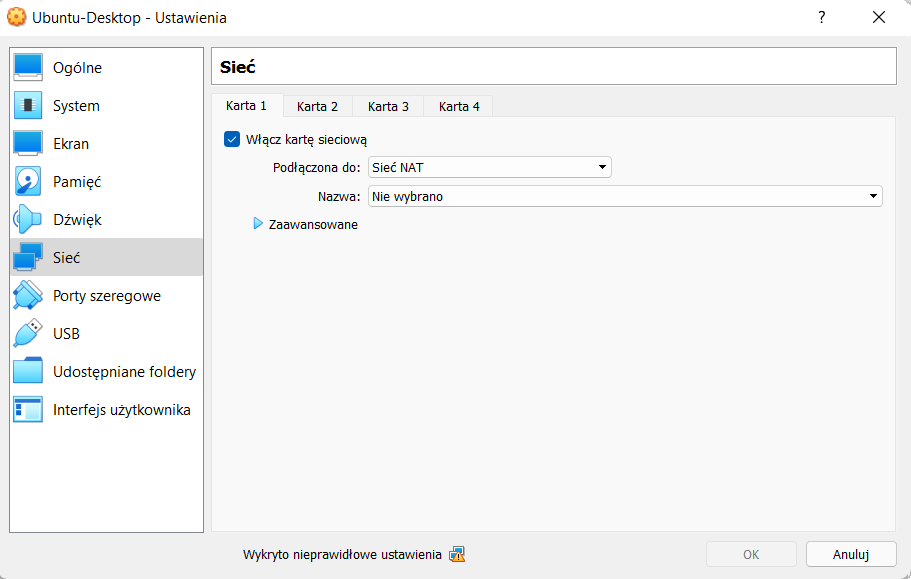 Ubuntu-Desktop - Ustawienia
?
Ogólne
System
Ekran
Pamięć
Dźwięk
Sieć
Porty szeregowe
USB
Udostępniane foldery
Interfejs użytkownika
Sieć
Karta 1 Karta 2 Karta 3 Karta 4
Włącz kartę sieciową
Podłączona do: Sieć NAT
Nazwa: Nie wybrano
Zaawansowane
Wykryto nieprawidłowe ustawienia
OK Anuluj